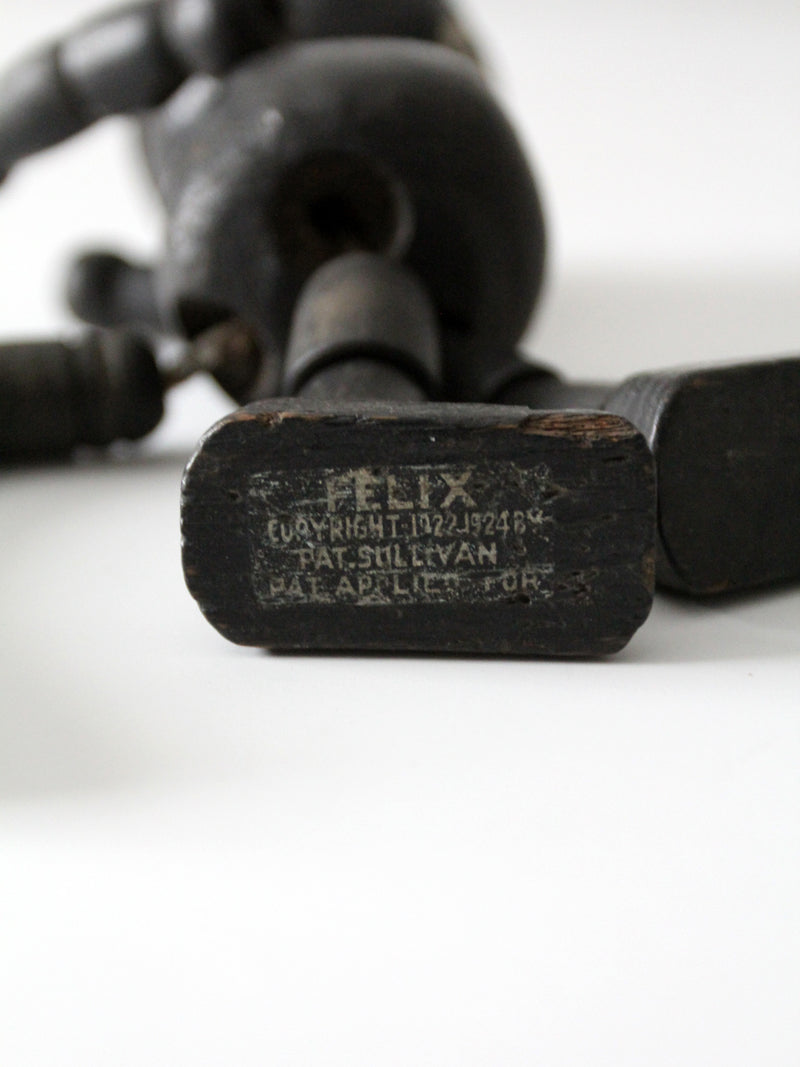 FELIX
COPYRIGHT 1922.1924 BY
PAT. SULLIVAN
PAT. APPLIED FOR